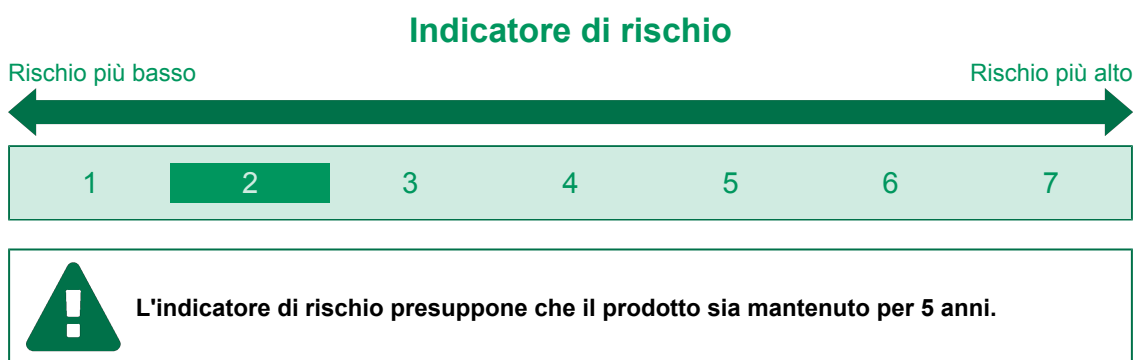 Indicatore di rischio
Rischio più basso Rischio più alto
1 2 3 4 5 6 7
L'indicatore di rischio presuppone che il prodotto sia mantenuto per 5 anni.